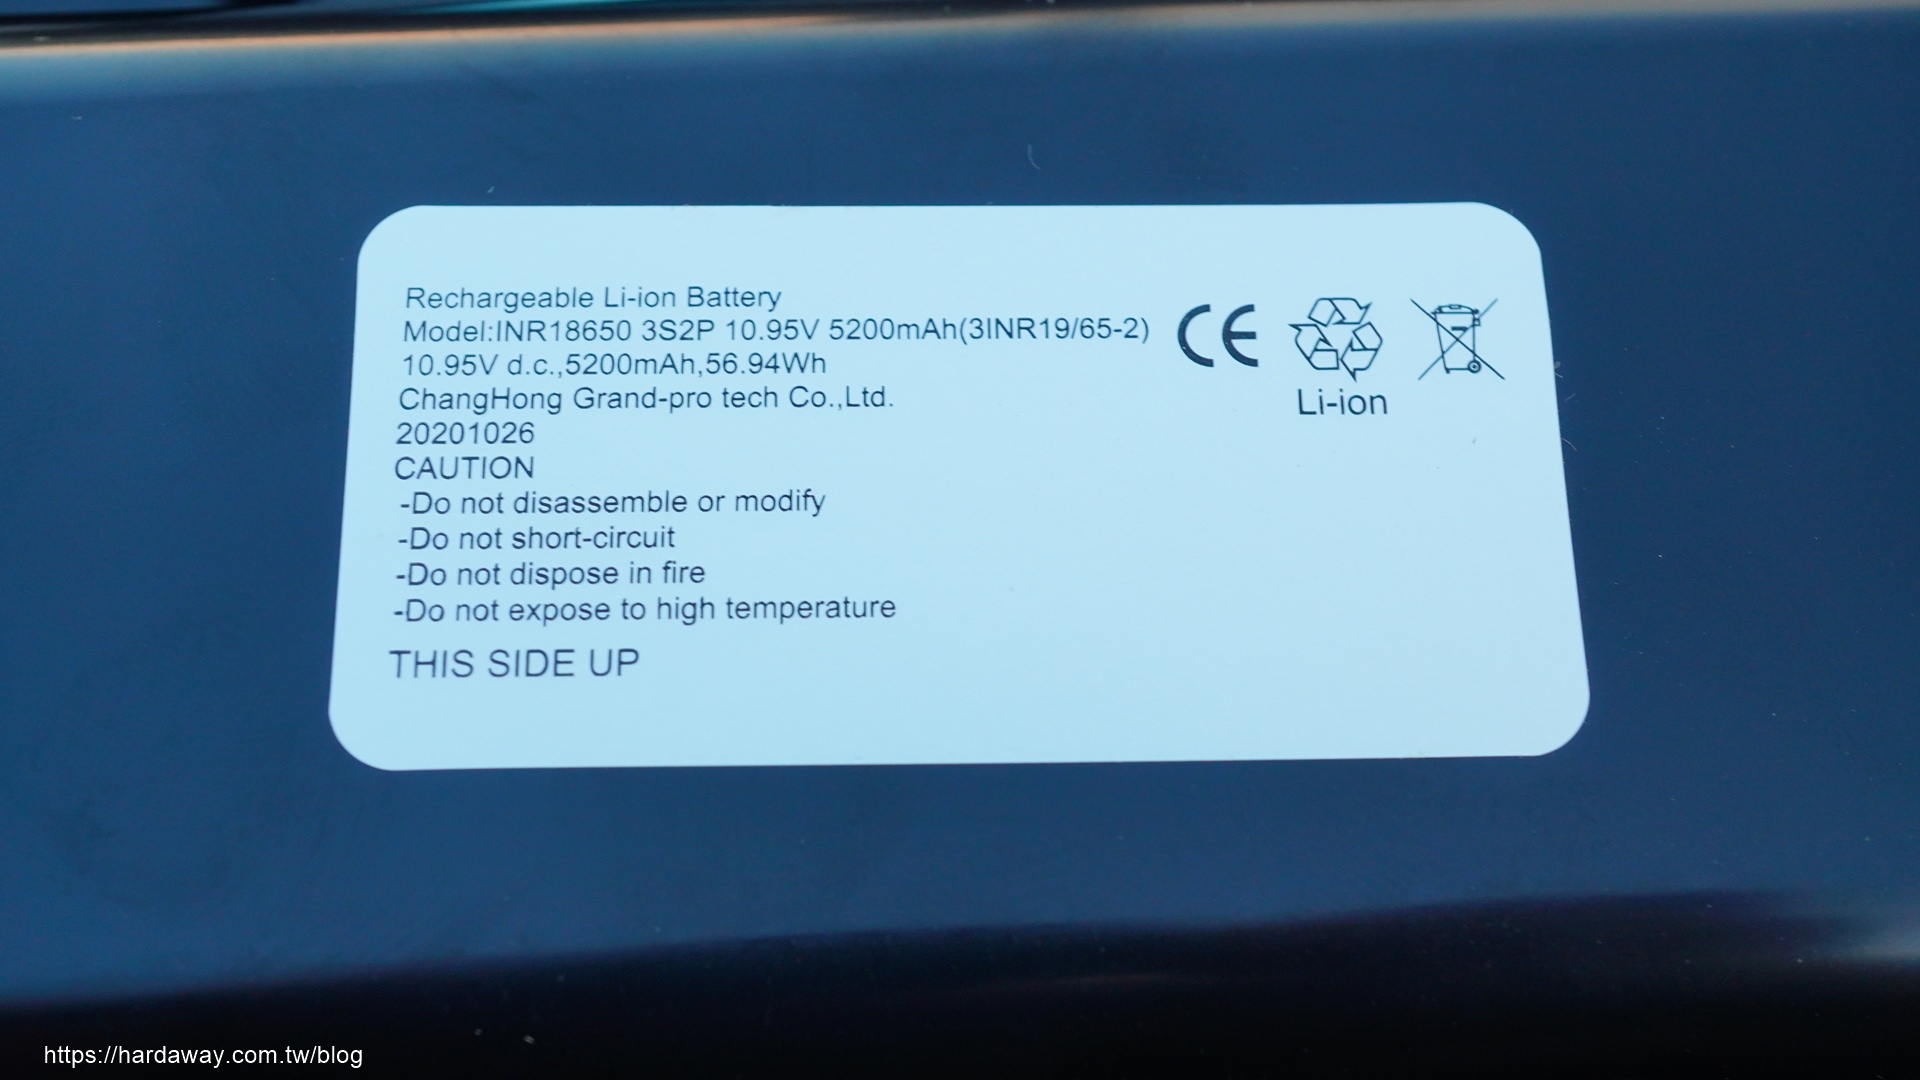 Rechargeable Li-ion Battery
Model:INR18650 3S2P 10.95V 5200mAh(3INR19/65-2)
10.95V d.c.,5200mAh,56.94Wh
ChangHong Grand-pro tech Co.,Ltd.
20201026
CAUTION
-Do not disassemble or modify
-Do not short-circuit
-Do not dispose in fire
-Do not expose to high temperature
THIS SIDE UP
CE
Li-ion
https://hardaway.com.tw/blog